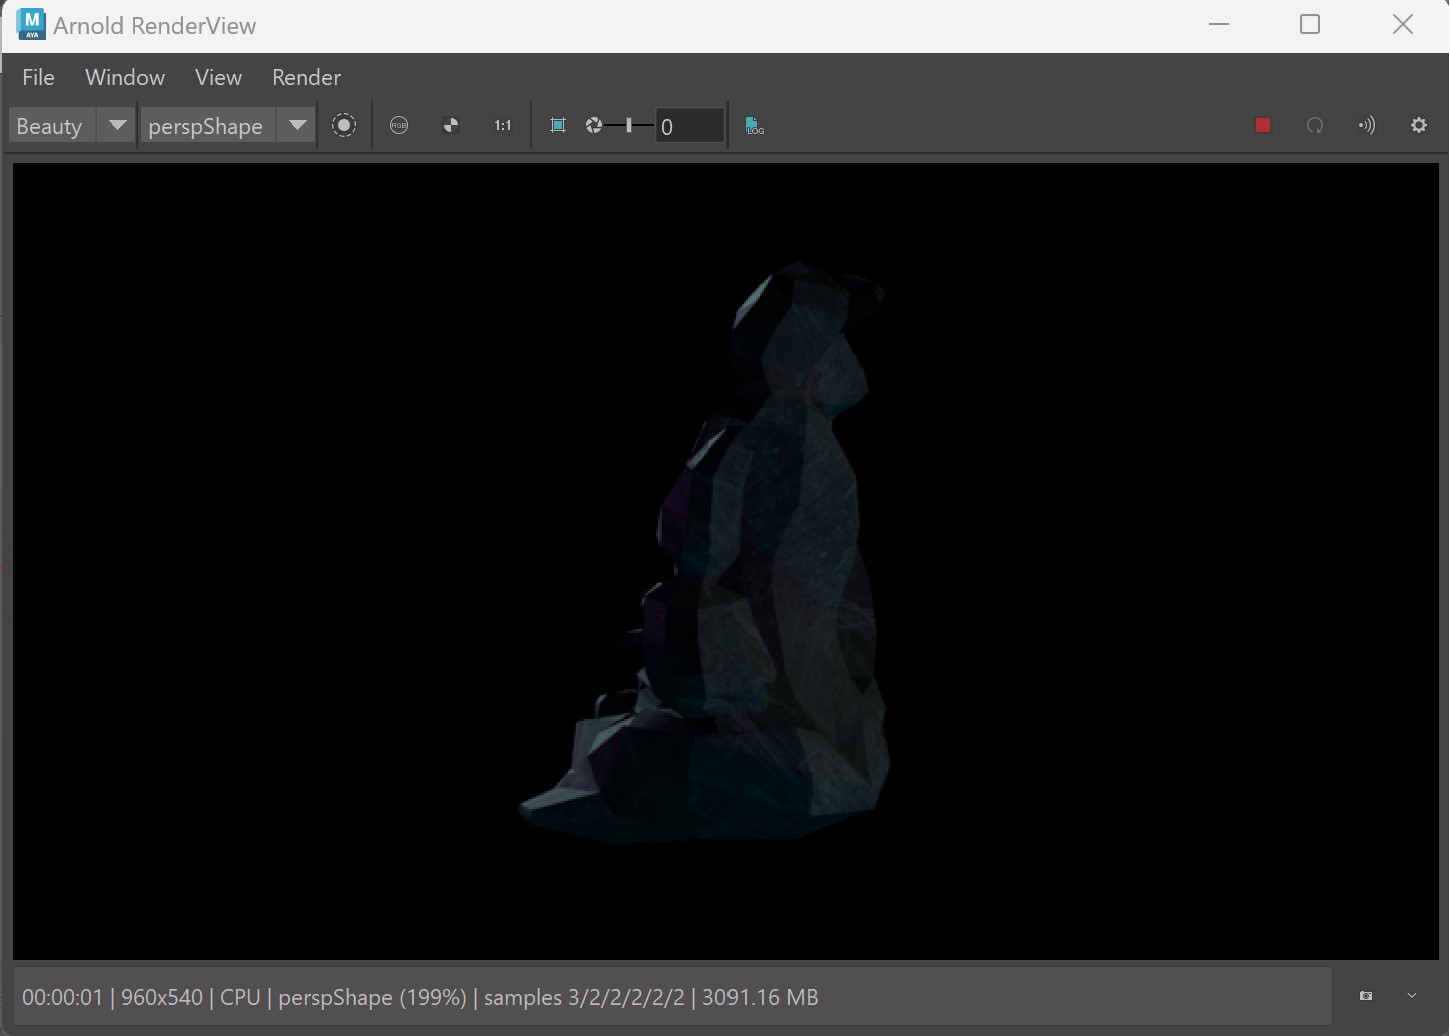 M
AYA
Arnold RenderView
File Window View Render
Beauty perspShape RGB 1:1 0 LOG
00:00:01 | 960x540 | CPU | perspShape (199%) | samples 3/2/2/2/2/2 | 3091.16 MB